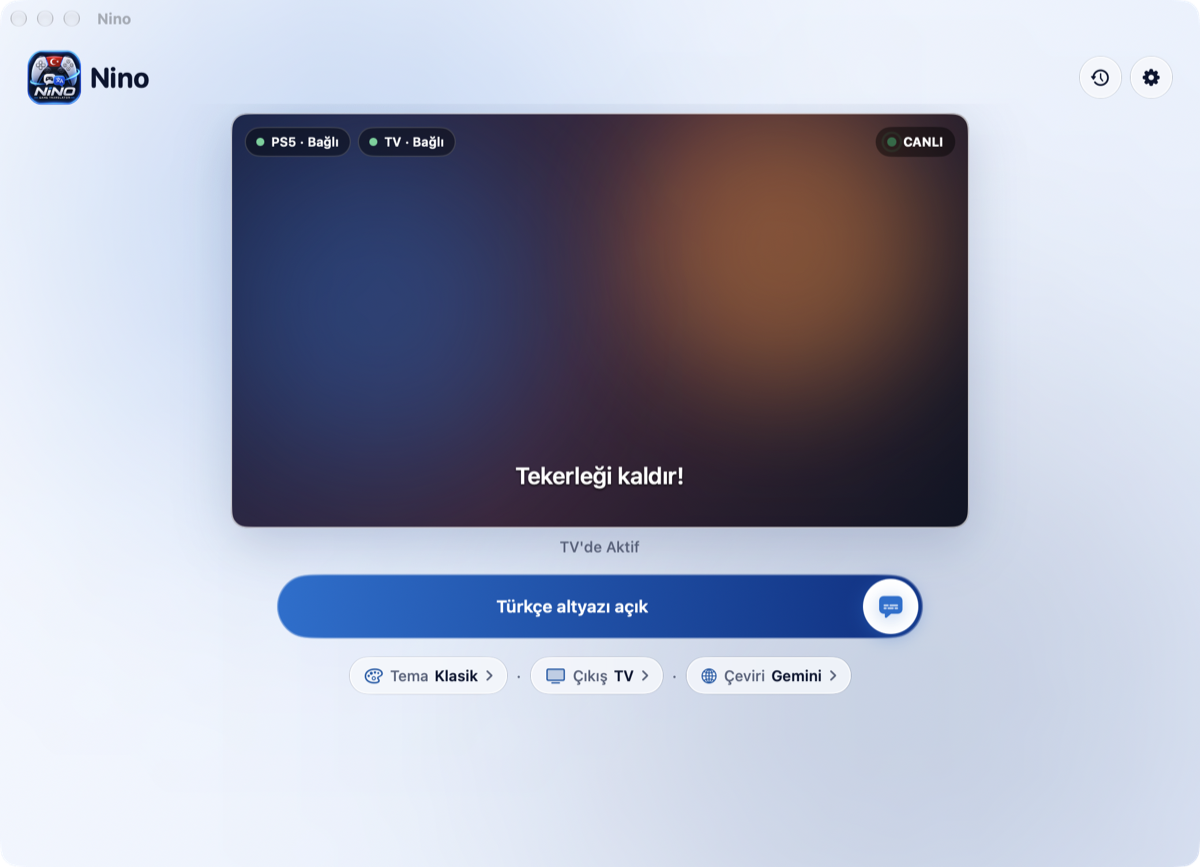 Nino
NiNO
Nino
PS5 · Bağlı
TV · Bağlı
CANLI
Tekerleği kaldır!
TV'de Aktif
Türkçe altyazı açık
Tema Klasik > · Çıkış TV > · Çeviri Gemini >